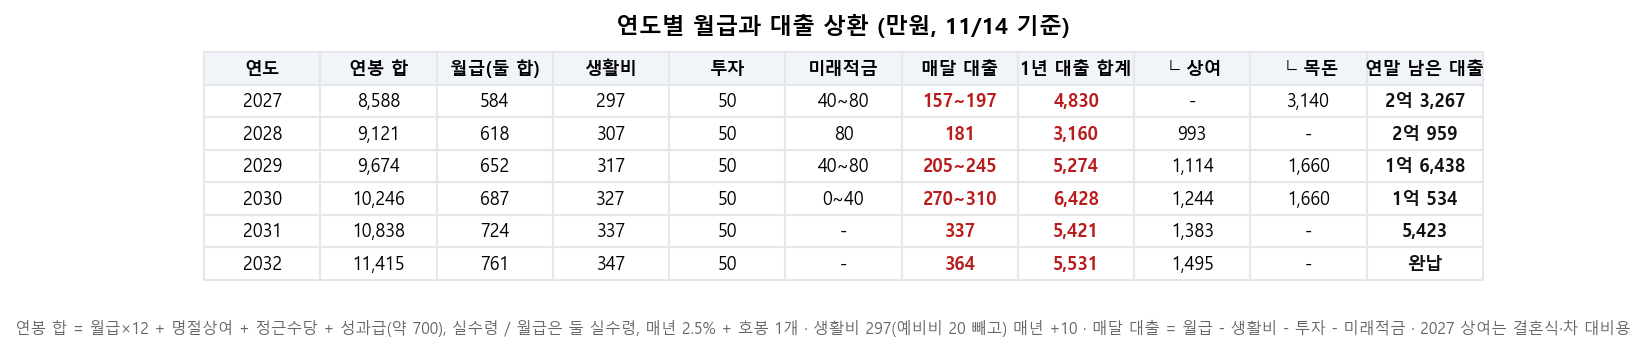 연도별 월급과 대출 상환 (만원, 11/14 기준)
연도 연봉 합 월급(둘 합) 생활비 투자 미래적금 매달 대출 1년 대출 합계 ㄴ 상여 ㄴ 목돈 연말 남은 대출
2027 8,588 584 297 50 40~80 157~197 4,830 - 3,140 2억 3,267
2028 9,121 618 307 50 80 181 3,160 993 - 2억 959
2029 9,674 652 317 50 40~80 205~245 5,274 1,114 1,660 1억 6,438
2030 10,246 687 327 50 0~40 270~310 6,428 1,244 1,660 1억 534
2031 10,838 724 337 50 - 337 5,421 1,383 - 5,423
2032 11,415 761 347 50 - 364 5,531 1,495 - 완납
연봉 합 = 월급×12 + 명절상여 + 정근수당 + 성과급(약 700), 실수령 / 월급은 둘 실수령, 매년 2.5% + 호봉 1개 · 생활비 297(예비비 20 빼고) 매년 +10 · 매달 대출 = 월급 - 생활비 - 투자 - 미래적금 · 2027 상여는 결혼식·차 대비용